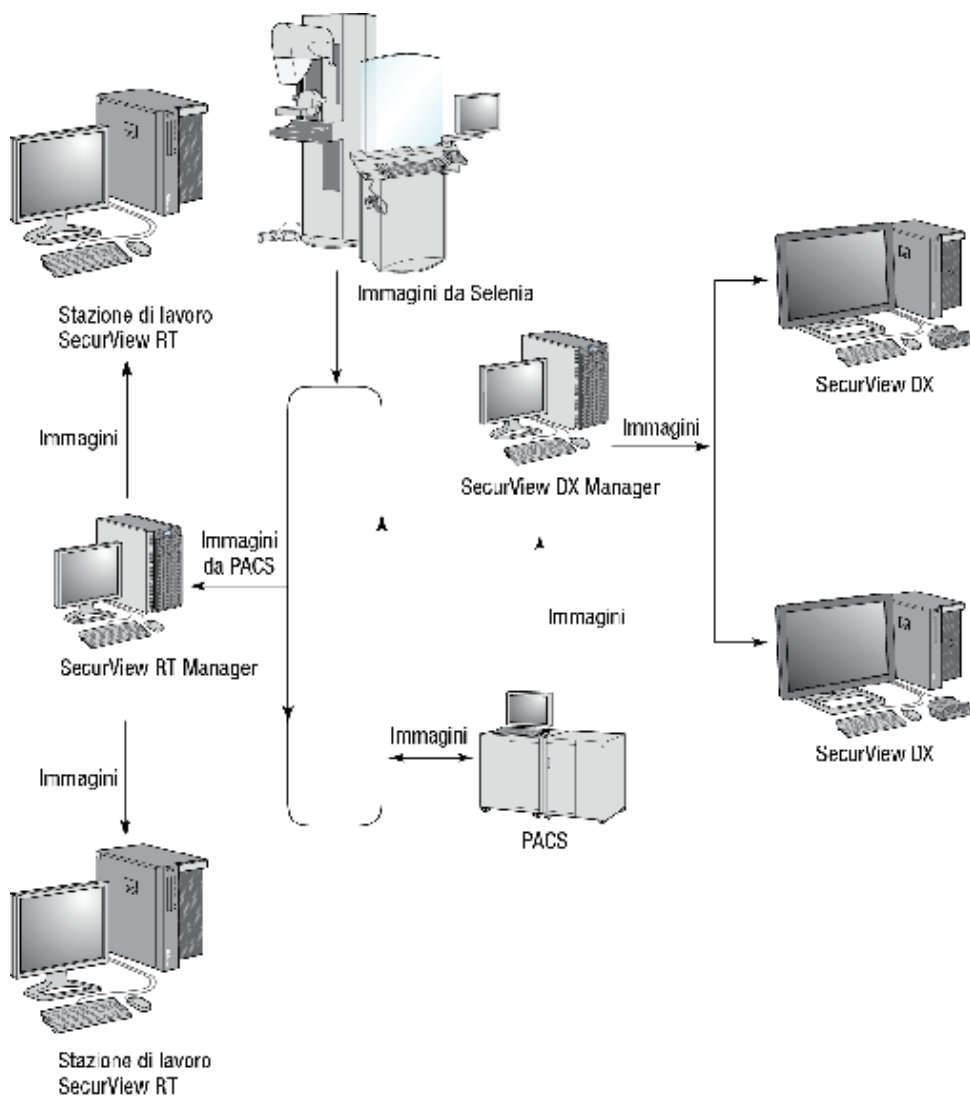 Immagini da Selenia
Stazione di lavoro
SecurView RT
SecurView DX
Immagini
Immagini
SecurView DX Manager
Immagini
da PACS
Immagini
SecurView RT Manager
Immagini
SecurView DX
Immagini
PACS
Stazione di lavoro
SecurView RT